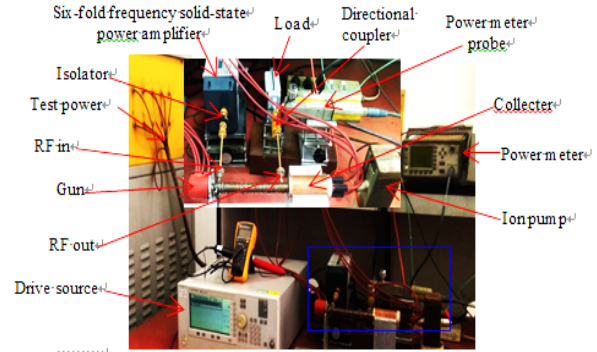 Six-fold frequency solid-state
power amplifier
Load
Directional
coupler
Power meter
probe
Isolator
Test power
RF in
Gun
RF out
Drive source
Collecter
Power meter
Ion pump